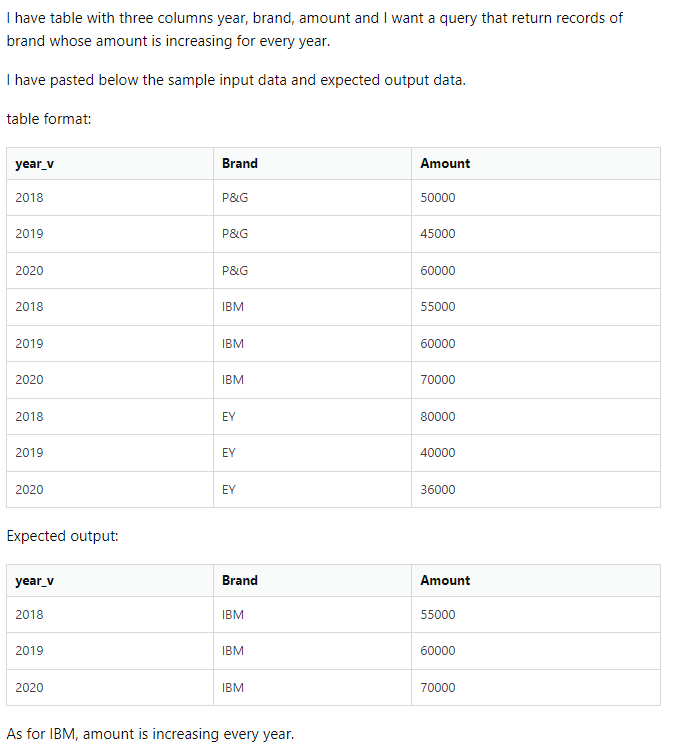 I have table with three columns year, brand, amount and I want a query that return records of
brand whose amount is increasing for every year.
I have pasted below the sample input data and expected output data.
table format:
year_v Brand Amount
2018 P&G 50000
2019 P&G 45000
2020 P&G 60000
2018 IBM 55000
2019 IBM 60000
2020 IBM 70000
2018 EY 80000
2019 EY 40000
2020 EY 36000
Expected output:
year_v Brand Amount
2018 IBM 55000
2019 IBM 60000
2020 IBM 70000
As for IBM, amount is increasing every year.